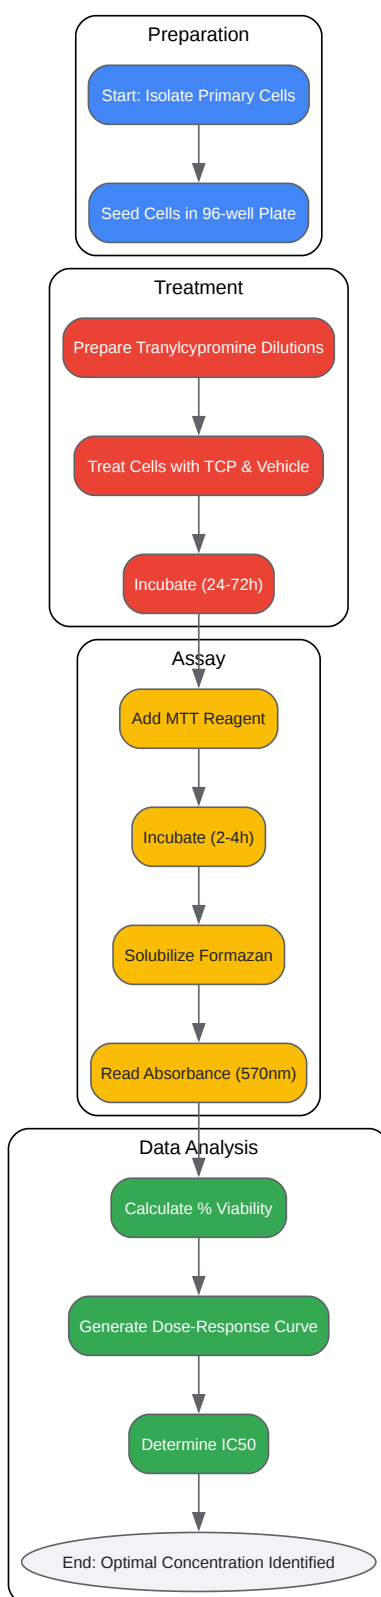 Preparation
Start: Isolate Primary Cells
Seed Cells in 96-well Plate
Treatment
Prepare Tranylcypromine Dilutions
Treat Cells with TCP & Vehicle
Incubate (24-72h)
Assay
Add MTT Reagent
Incubate (2-4h)
Solubilize Formazan
Read Absorbance (570nm)
Data Analysis
Calculate % Viability
Generate Dose-Response Curve
Determine IC50
End: Optimal Concentration Identified